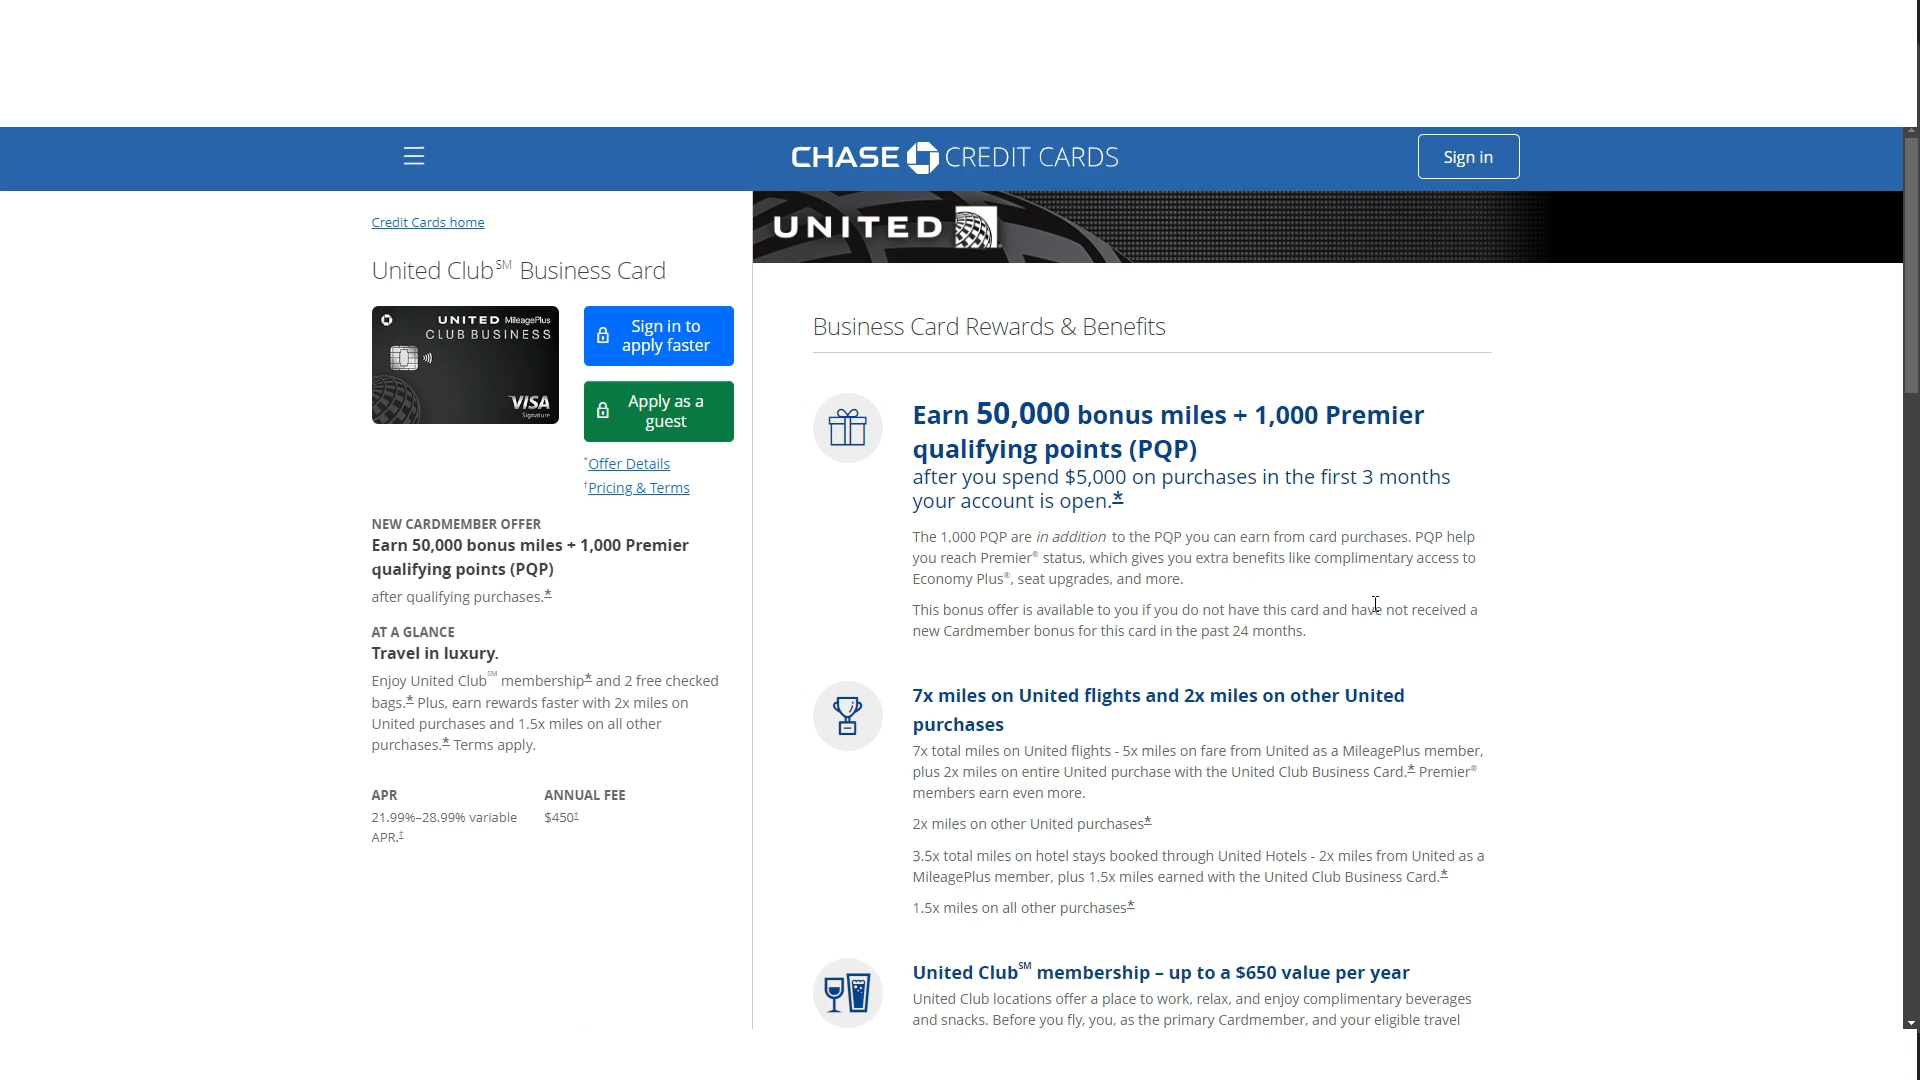 CHASE CREDIT CARDS
Sign in
Credit Cards home
United Club℠ Business Card
UNITED MileagePlus
CLUB BUSINESS
VISA
Signature
Sign in to
apply faster
Apply as a
guest
*Offer Details
†Pricing & Terms
NEW CARDMEMBER OFFER
Earn 50,000 bonus miles + 1,000 Premier
qualifying points (PQP)
after qualifying purchases.*
AT A GLANCE
Travel in luxury.
Enjoy United Club℠ membership* and 2 free checked
bags.* Plus, earn rewards faster with 2x miles on
United purchases and 1.5x miles on all other
purchases.* Terms apply.
APR
21.99%–28.99% variable
APR.†
ANNUAL FEE
$450†
UNITED
Business Card Rewards & Benefits
Earn 50,000 bonus miles + 1,000 Premier
qualifying points (PQP)
after you spend $5,000 on purchases in the first 3 months
your account is open.*
The 1,000 PQP are in addition to the PQP you can earn from card purchases. PQP help
you reach Premier® status, which gives you extra benefits like complimentary access to
Economy Plus®, seat upgrades, and more.
This bonus offer is available to you if you do not have this card and have not received a
new Cardmember bonus for this card in the past 24 months.
7x miles on United flights and 2x miles on other United
purchases
7x total miles on United flights - 5x miles on fare from United as a MileagePlus member,
plus 2x miles on entire United purchase with the United Club Business Card.* Premier®
members earn even more.
2x miles on other United purchases*
3.5x total miles on hotel stays booked through United Hotels - 2x miles from United as a
MileagePlus member, plus 1.5x miles earned with the United Club Business Card.*
1.5x miles on all other purchases*
United Club℠ membership – up to a $650 value per year
United Club locations offer a place to work, relax, and enjoy complimentary beverages
and snacks. Before you fly, you, as the primary Cardmember, and your eligible travel